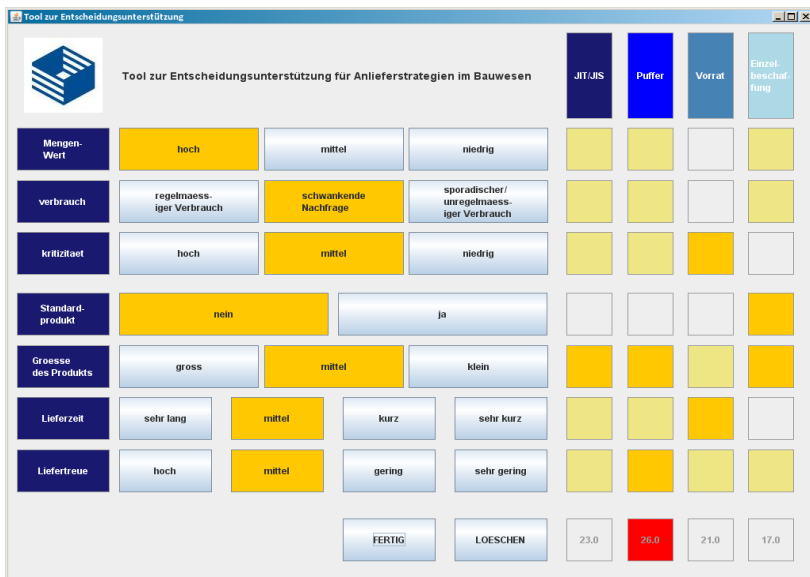 Tool zur Entscheidungsunterstützung
Tool zur Entscheidungsunterstützung für Anlieferstrategien im Bauwesen
JIT/JIS
Puffer
Vorrat
Einzel-
beschaf-
fung
Mengen-
Wert
hoch
mittel
niedrig
verbrauch
regelmaess-
iger Verbrauch
schwankende
Nachfrage
sporadischer/
unregelmaess-
iger Verbrauch
kritizitaet
hoch
mittel
niedrig
Standard-
produkt
nein
ja
Groesse
des Produkts
gross
mittel
klein
Lieferzeit
sehr lang
mittel
kurz
sehr kurz
Liefertreue
hoch
mittel
gering
sehr gering
FERTIG
LOESCHEN
23.0
26.0
21.0
17.0